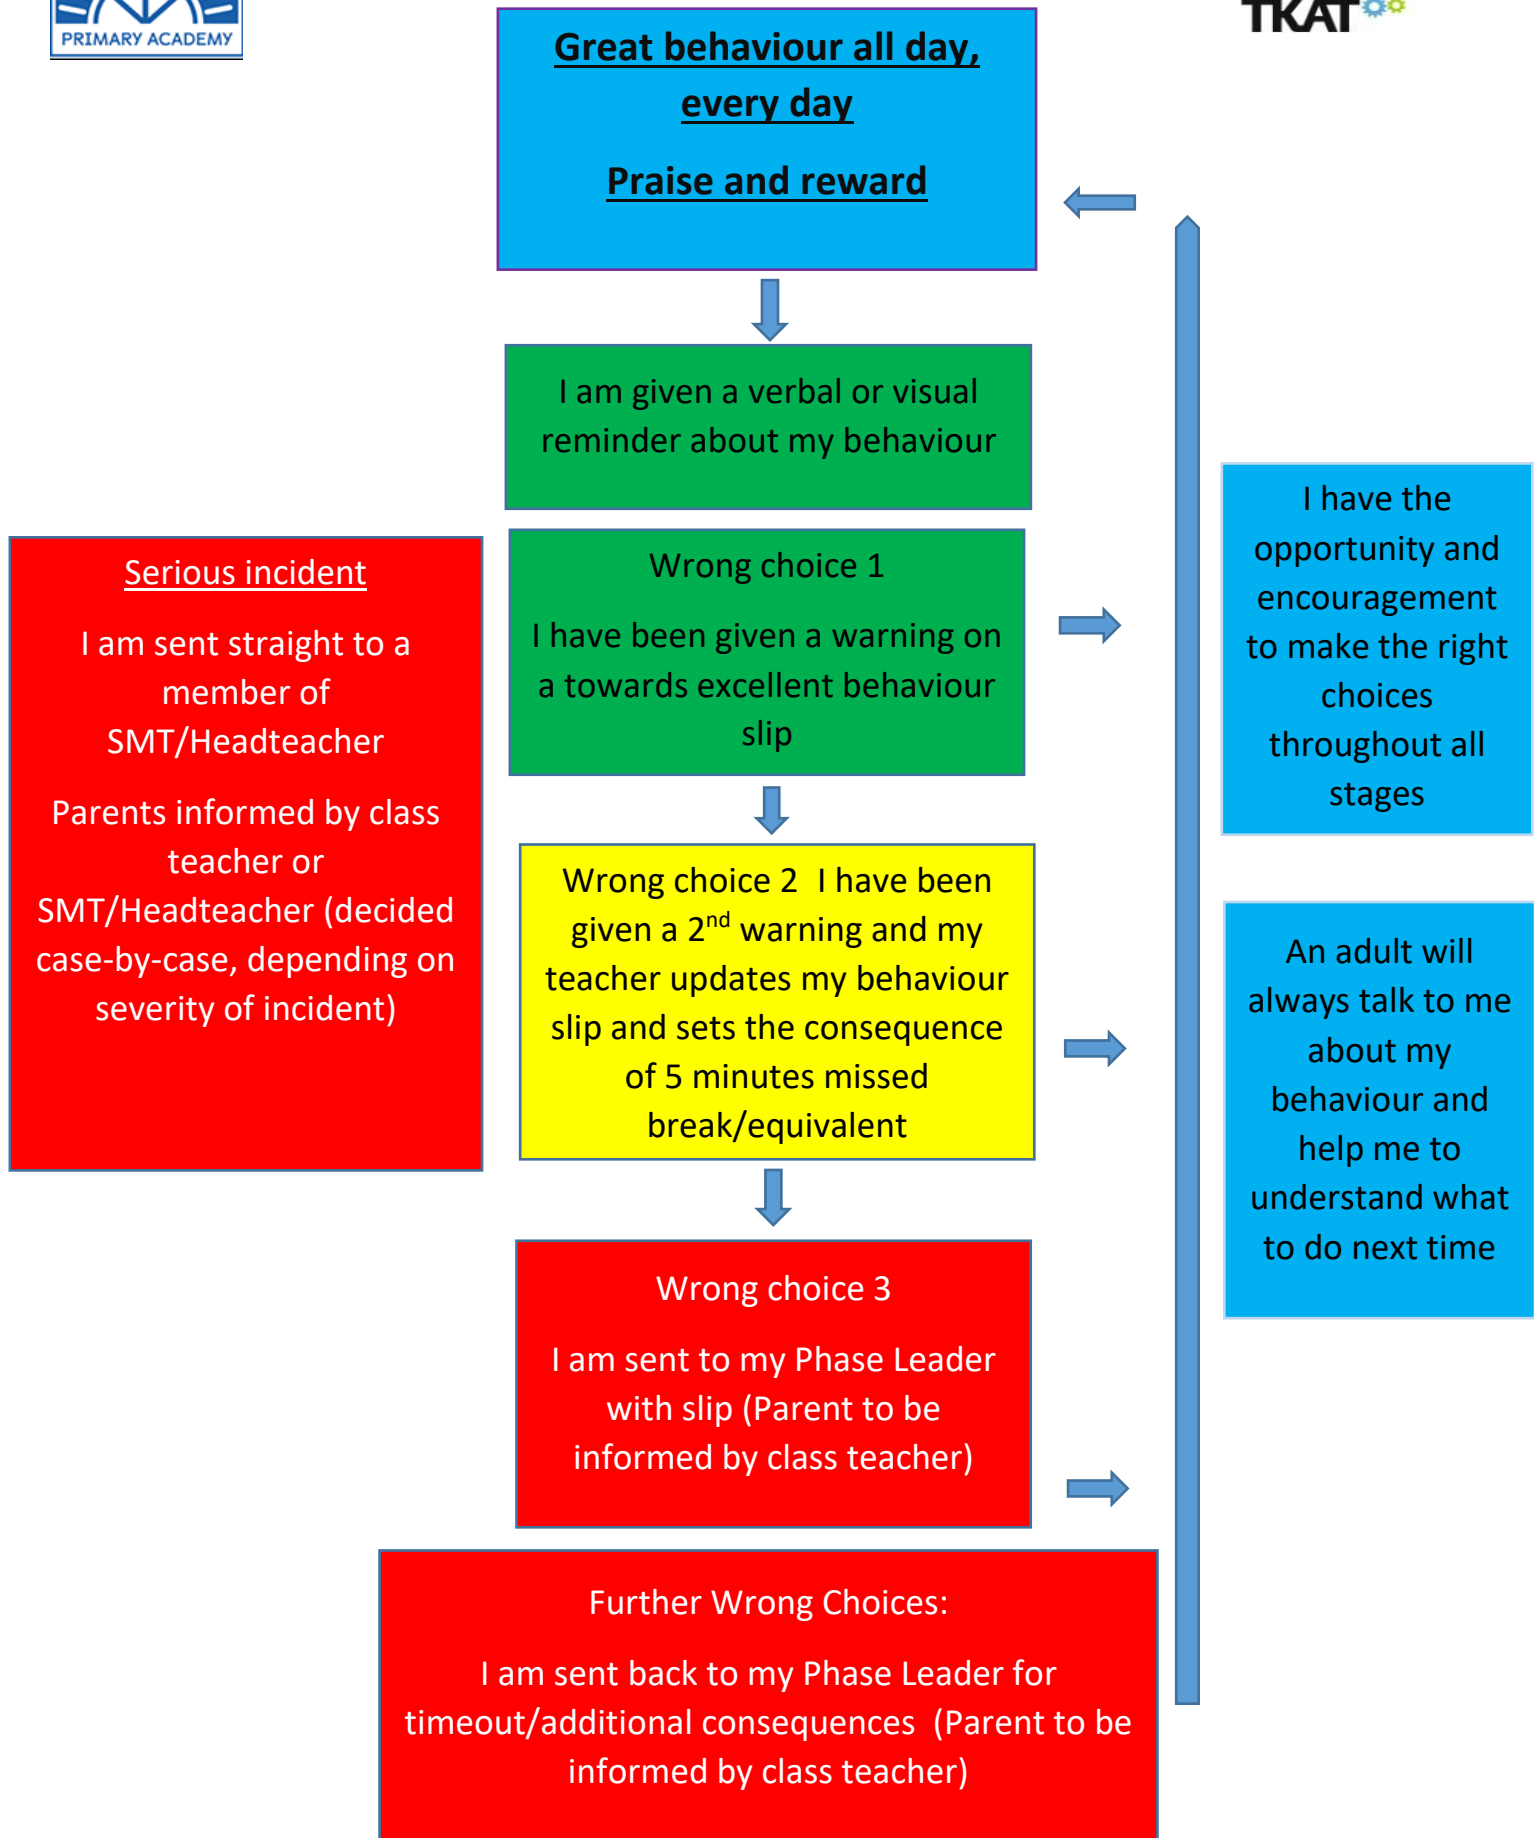 PRIMARY ACADEMY
TKAT
Great behaviour all day,
every day
Praise and reward
I am given a verbal or visual
reminder about my behaviour
Wrong choice 1
I have been given a warning on
a towards excellent behaviour
slip
Serious incident
I am sent straight to a
member of
SMT/Headteacher
Parents informed by class
teacher or
SMT/Headteacher (decided
case-by-case, depending on
severity of incident)
I have the
opportunity and
encouragement
to make the right
choices
throughout all
stages
Wrong choice 2  I have been
given a 2nd warning and my
teacher updates my behaviour
slip and sets the consequence
of 5 minutes missed
break/equivalent
An adult will
always talk to me
about my
behaviour and
help me to
understand what
to do next time
Wrong choice 3
I am sent to my Phase Leader
with slip (Parent to be
informed by class teacher)
Further Wrong Choices:
I am sent back to my Phase Leader for
timeout/additional consequences  (Parent to be
informed by class teacher)